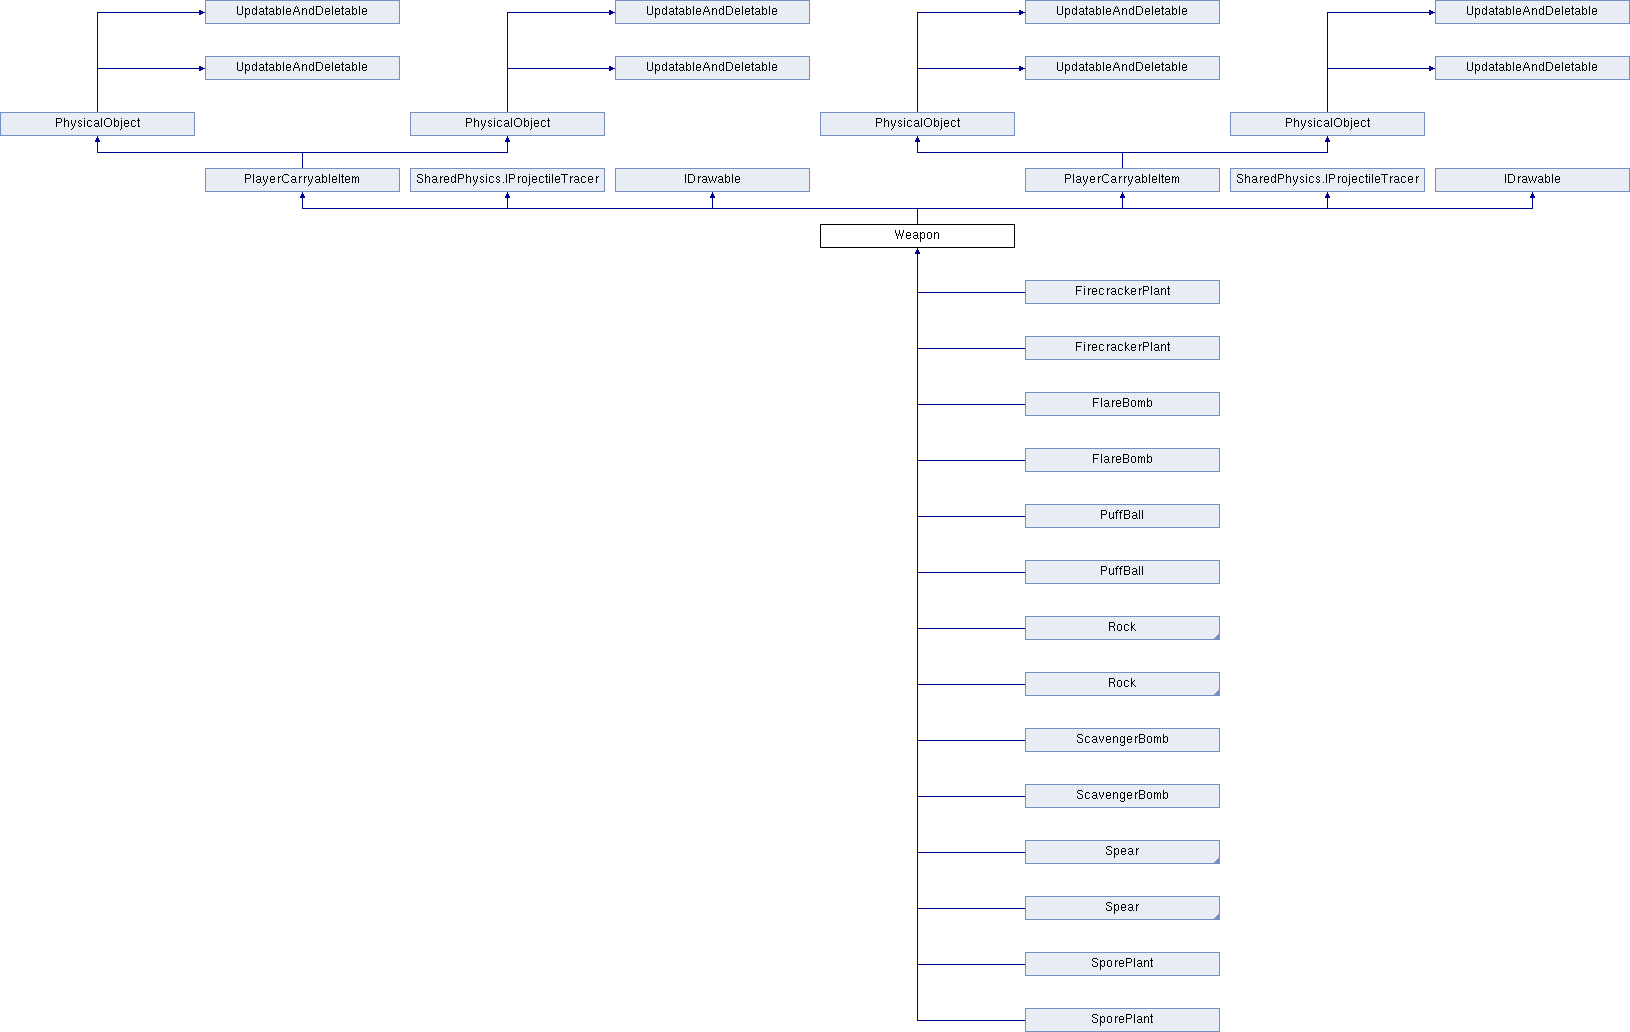 UpdatableAndDeletable
UpdatableAndDeletable
UpdatableAndDeletable
UpdatableAndDeletable
UpdatableAndDeletable
UpdatableAndDeletable
UpdatableAndDeletable
UpdatableAndDeletable
PhysicalObject
PhysicalObject
PhysicalObject
PhysicalObject
PlayerCarryableItem
SharedPhysics.IProjectileTracer
IDrawable
PlayerCarryableItem
SharedPhysics.IProjectileTracer
IDrawable
Weapon
FirecrackerPlant
FirecrackerPlant
FlareBomb
FlareBomb
PuffBall
PuffBall
Rock
Rock
ScavengerBomb
ScavengerBomb
Spear
Spear
SporePlant
SporePlant